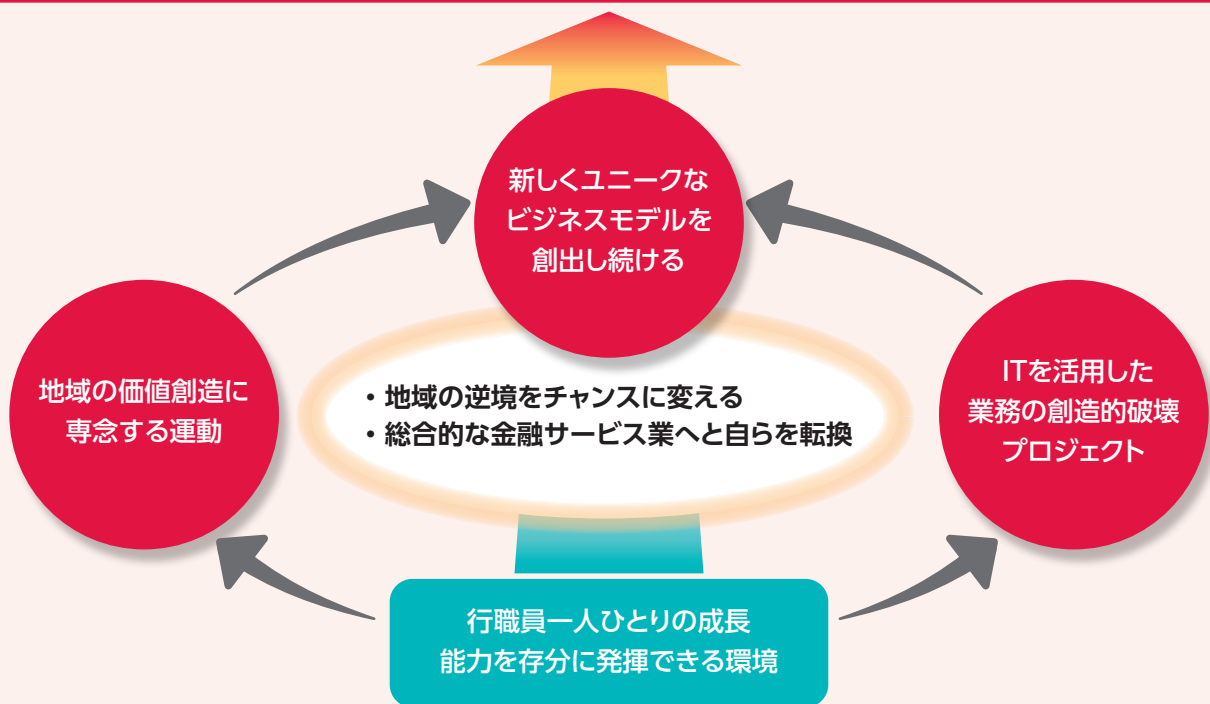 新しくユニークな
ビジネスモデルを
創出し続ける
地域の価値創造に
専念する運動
・地域の逆境をチャンスに変える
・総合的な金融サービス業へと自らを転換
ITを活用した
業務の創造的破壊
プロジェクト
行職員一人ひとりの成長
能力を存分に発揮できる環境